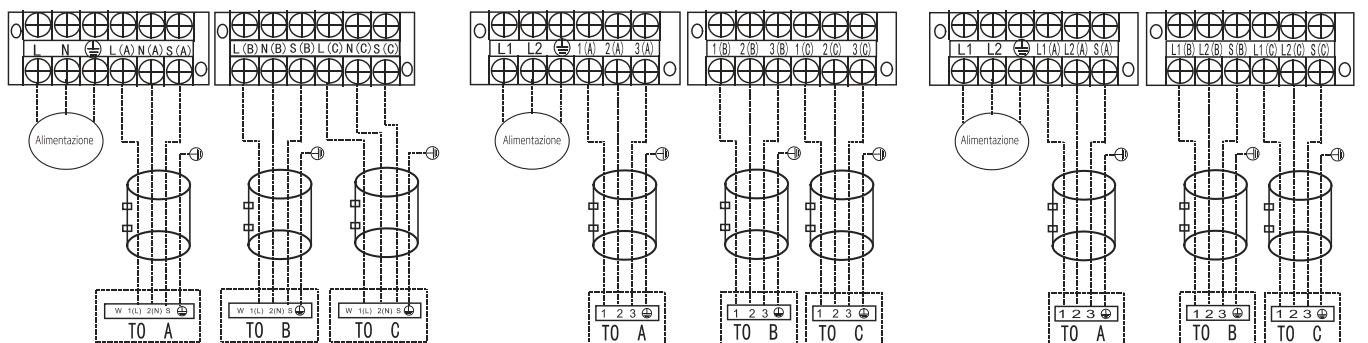 L N L(A) N(A) S(A)
L(B) N(B) S(B) L(C) N(C) S(C)
Alimentazione
W 1(L) 2(N) S
TO A
W 1(L) 2(N) S
TO B
W 1(L) 2(N) S
TO C
L1 L2 1(A) 2(A) 3(A)
1(B) 2(B) 3(B) 1(C) 2(C) 3(C)
Alimentazione
1 2 3
TO A
1 2 3
TO B
1 2 3
TO C
L1 L2 L1(A) L2(A) S(A)
L1(B) L2(B) S(B) L1(C) L2(C) S(C)
Alimentazione
1 2 3
TO A
1 2 3
TO B
1 2 3
TO C